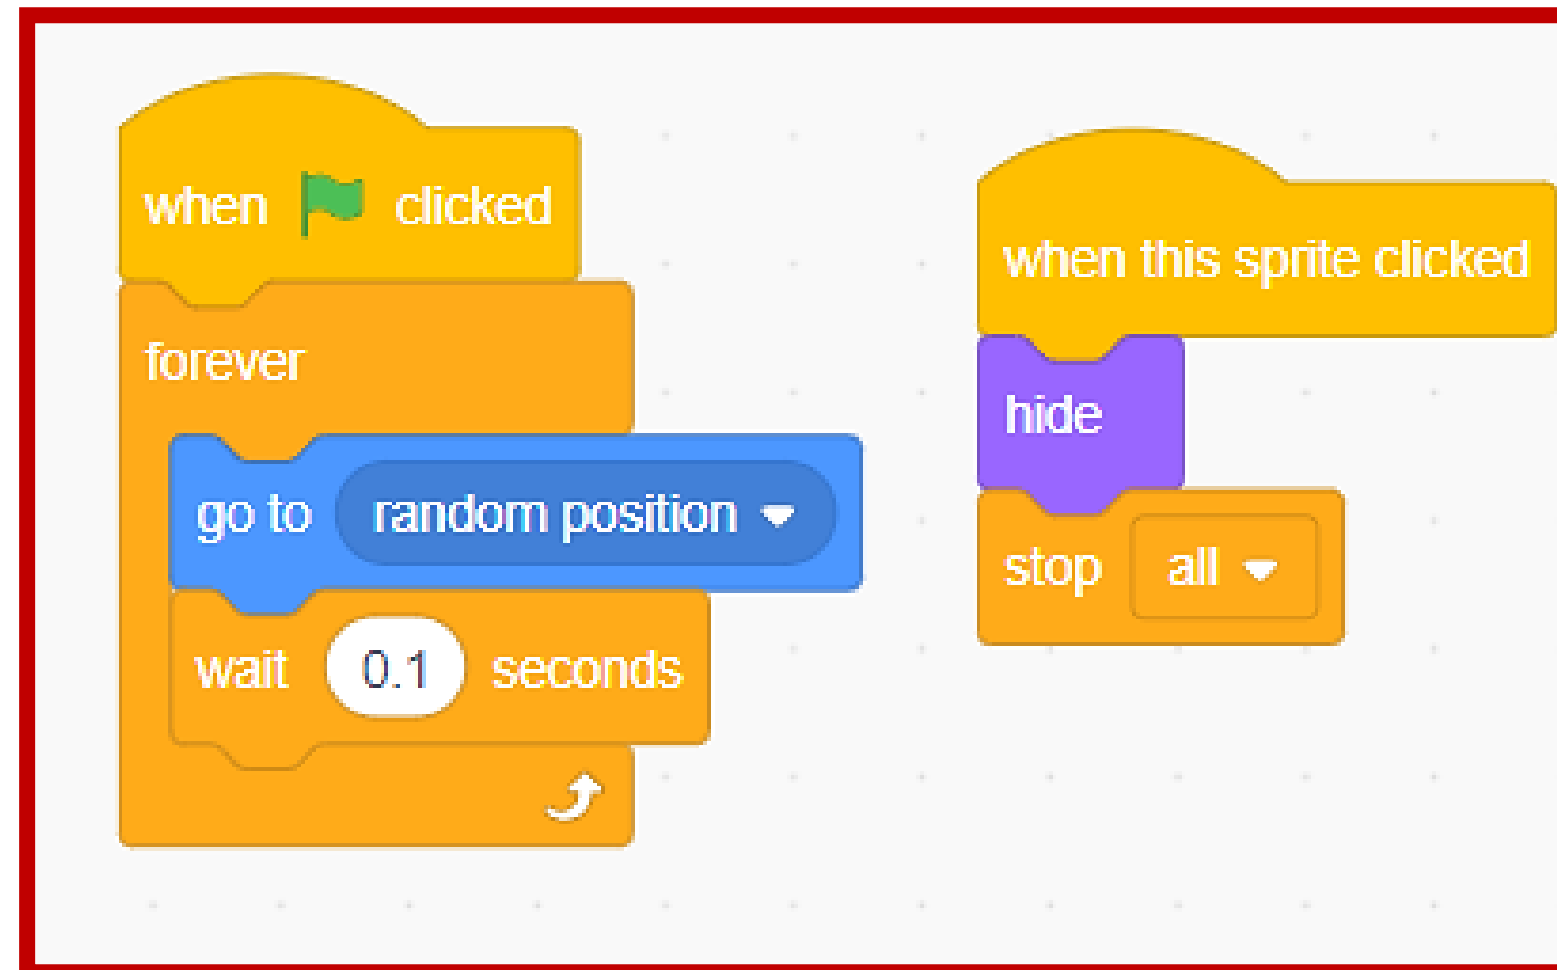 when clicked
forever
go to random position
wait 0.1 seconds
when this sprite clicked
hide
stop all